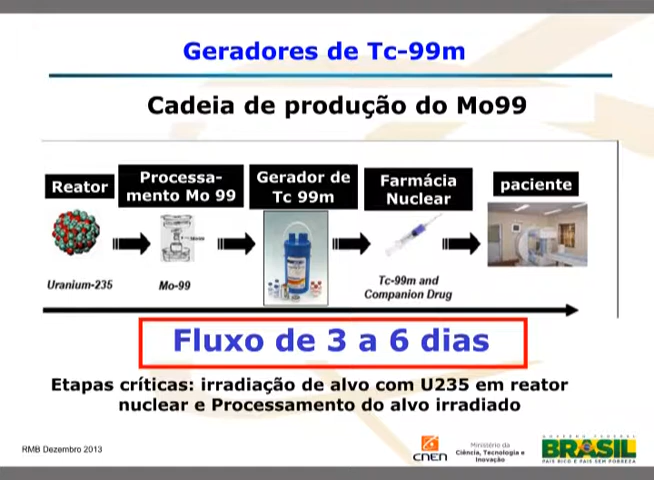 Geradores de Tc-99m
Cadeia de produção do Mo99
Reator
Processa-
mento Mo 99
Gerador de
Tc 99m
Farmácia
Nuclear
paciente
Uranium-235
Mo-99
Tc-99m and
Companion Drug
Fluxo de 3 a 6 dias
Etapas críticas: irradiação de alvo com U235 em reator
nuclear e Processamento do alvo irradiado
RMB Dezembro 2013
CNEN
Ministério da
Ciência, Tecnologia e
Inovação
GOVERNO FEDERAL
BRASIL
PAÍS RICO É PAÍS SEM POBREZA